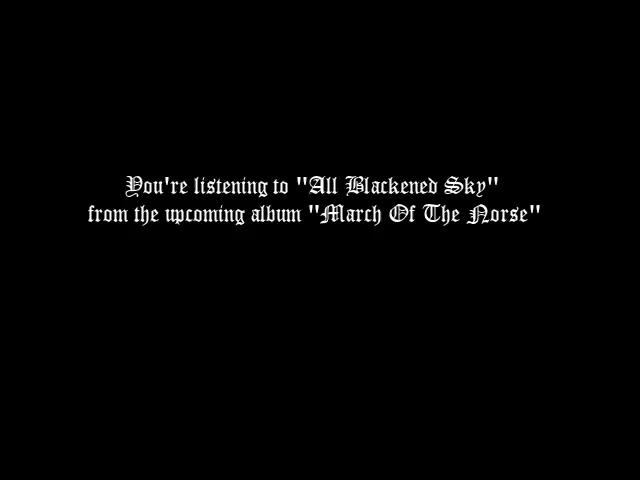 You're listening to "All Blackened Sky"
from the upcoming album "March Of The Norse"